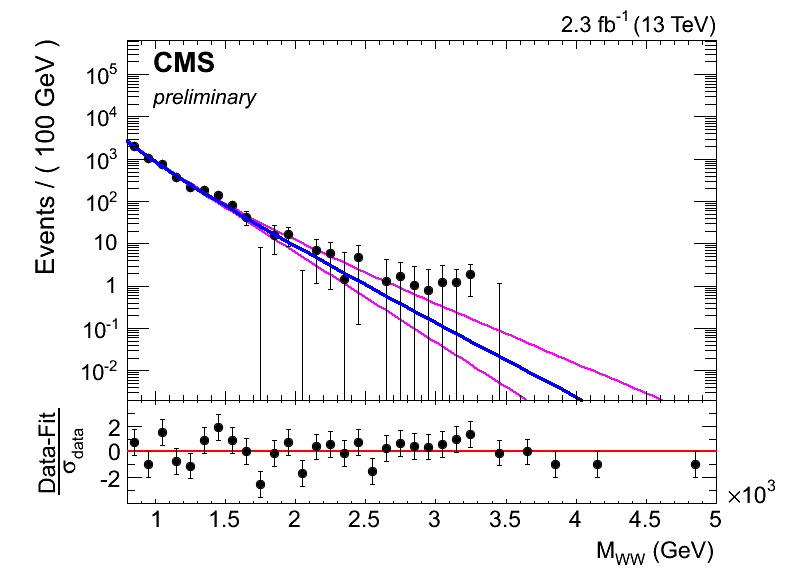 2.3 fb⁻¹ (13 TeV)
CMS
preliminary
Events / ( 100 GeV )
10⁵
10⁴
10³
10²
10
1
10⁻¹
10⁻²
Data-Fit
σdata
2
0
-2
1 1.5 2 2.5 3 3.5 4 4.5 5
×10³
M_WW (GeV)